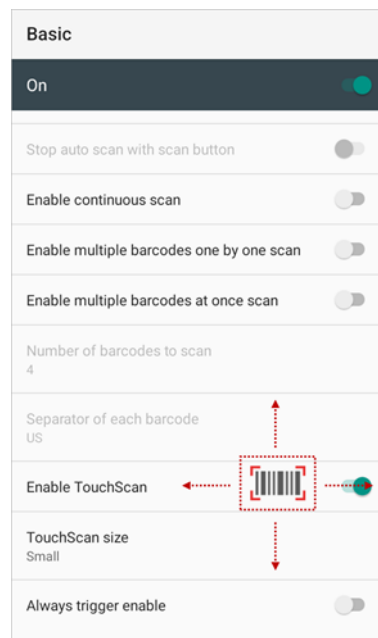 Basic
On
Stop auto scan with scan button
Enable continuous scan
Enable multiple barcodes one by one scan
Enable multiple barcodes at once scan
Number of barcodes to scan
4
Separator of each barcode
US
Enable TouchScan
TouchScan size
Small
Always trigger enable